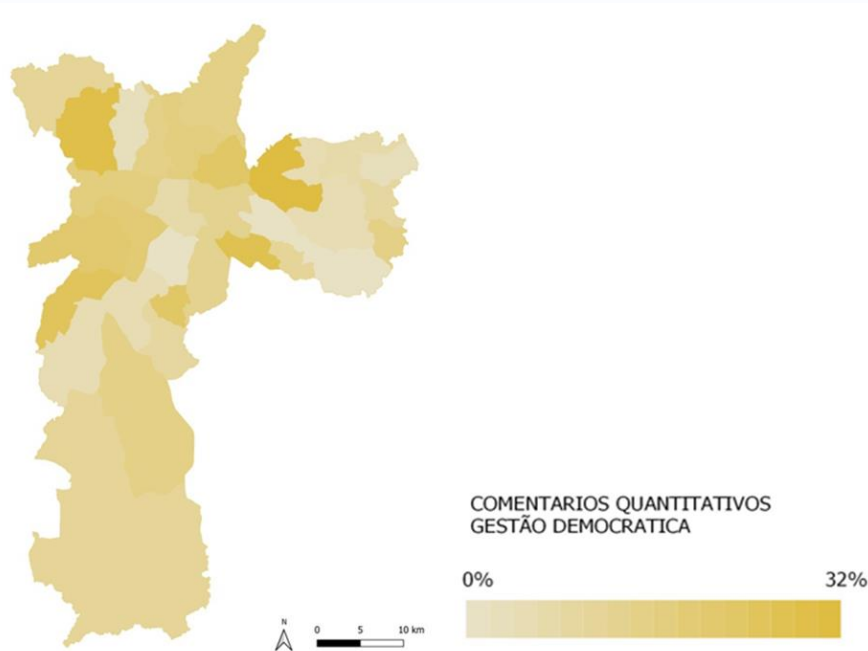 COMENTARIOS QUANTITATIVOS
GESTÃO DEMOCRATICA
0% 32%
N
0 5 10 km